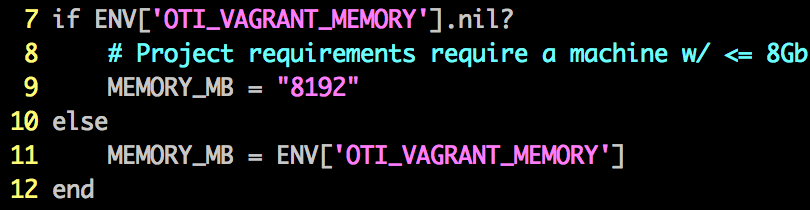 7 if ENV['OTI_VAGRANT_MEMORY'].nil?
8     # Project requirements require a machine w/ <= 8Gb
9     MEMORY_MB = "8192"
10 else
11     MEMORY_MB = ENV['OTI_VAGRANT_MEMORY']
12 end